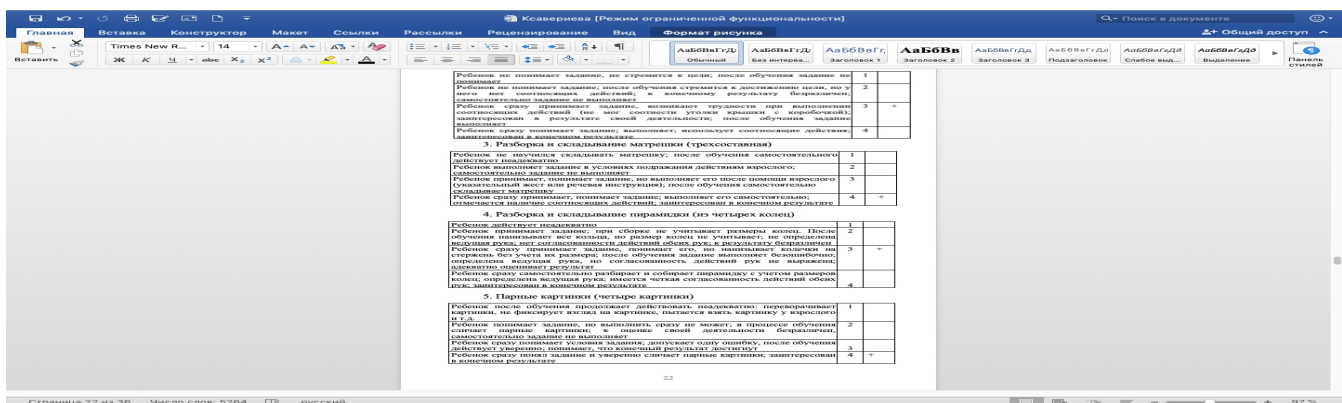 Ксавериева [Режим ограниченной функциональности]
Поиск в документе
Главная Вставка Конструктор Макет Ссылки Рассылки Рецензирование Вид Формат рисунка
Общий доступ
Вставить
Times New R... 14
Ж К Ч abc X₂ X²
АаБбВвГгД АаБбВвГгД АаБбВвГг, АаБбВв АаБбВвГгДд АаБбВвГгДд АаБбВвГгДд АаБбВвГгДд
Обычный Без интерва... Заголовок 1 Заголовок 2 Заголовок 3 Подзаголовок Слабое выд... Выделение
Панель стилей
Ребенок не понимает задание, не стремится к цели; после обучения задание не 1
понимает
Ребенок не понимает задание; после обучения стремится к достижению цели, но у 2
него нет соотносящих действий; к конечному результату безразличен;
самостоятельно задание не выполняет
Ребенок сразу принимает задание, возникают трудности при выполнении 3 +
соотносящих действий (не мог соотнести уголки крышки с коробочкой);
заинтересован в результате своей деятельности; после обучения задание
выполняет
Ребенок сразу понимает задание; выполняет; использует соотносящие действия; 4
заинтересован в конечном результате
3. Разборка и складывание матрешки (трехсоставная)
Ребенок не научился складывать матрешку; после обучения самостоятельного 1
действует неадекватно
Ребенок выполняет задание в условиях подражания действиям взрослого; 2
самостоятельно задание не выполняет
Ребенок принимает, понимает задание, но выполняет его после помощи взрослого 3
(указательный жест или речевая инструкция); после обучения самостоятельно
складывает матрешку
Ребенок сразу принимает, понимает задание; выполняет его самостоятельно; 4 +
отмечается наличие соотносящих действий; заинтересован в конечном результате
4. Разборка и складывание пирамидки (из четырех колец)
Ребенок действует неадекватно 1
Ребенок принимает задание; при сборке не учитывает размеры колец. После 2
обучения нанизывает все кольца, но размер колец не учитывает; не определена
ведущая рука; нет согласованности действий обеих рук; к результату безразличен
Ребенок сразу принимает задание, понимает его, но нанизывает колечки на 3 +
стержень без учета их размера; после обучения задание выполняет безошибочно;
определена ведущая рука, но согласованность действий рук не выражена;
адекватно оценивает результат
Ребенок сразу самостоятельно разбирает и собирает пирамидку с учетом размеров
колец; определена ведущая рука; имеется четкая согласованность действий обеих
рук; заинтересован в конечном результате 4
5. Парные картинки (четыре картинки)
Ребенок после обучения продолжает действовать неадекватно: переворачивает 1
картинки, не фиксирует взгляд на картинке, пытается взять картинку у взрослого
и т.д.
Ребенок понимает задание, но выполнить сразу не может; в процессе обучения 2
сличает парные картинки; к оценке своей деятельности безразличен,
самостоятельно задание не выполняет
Ребенок сразу понимает условия задания; допускает одну ошибку, после обучения
действует уверенно; понимает, что конечный результат достигнут 3
Ребенок сразу понял задание и уверенно сличает парные картинки; заинтересован 4 +
в конечном результате
22
Страница 22 из 36 Число слов: 5764 русский 97 %